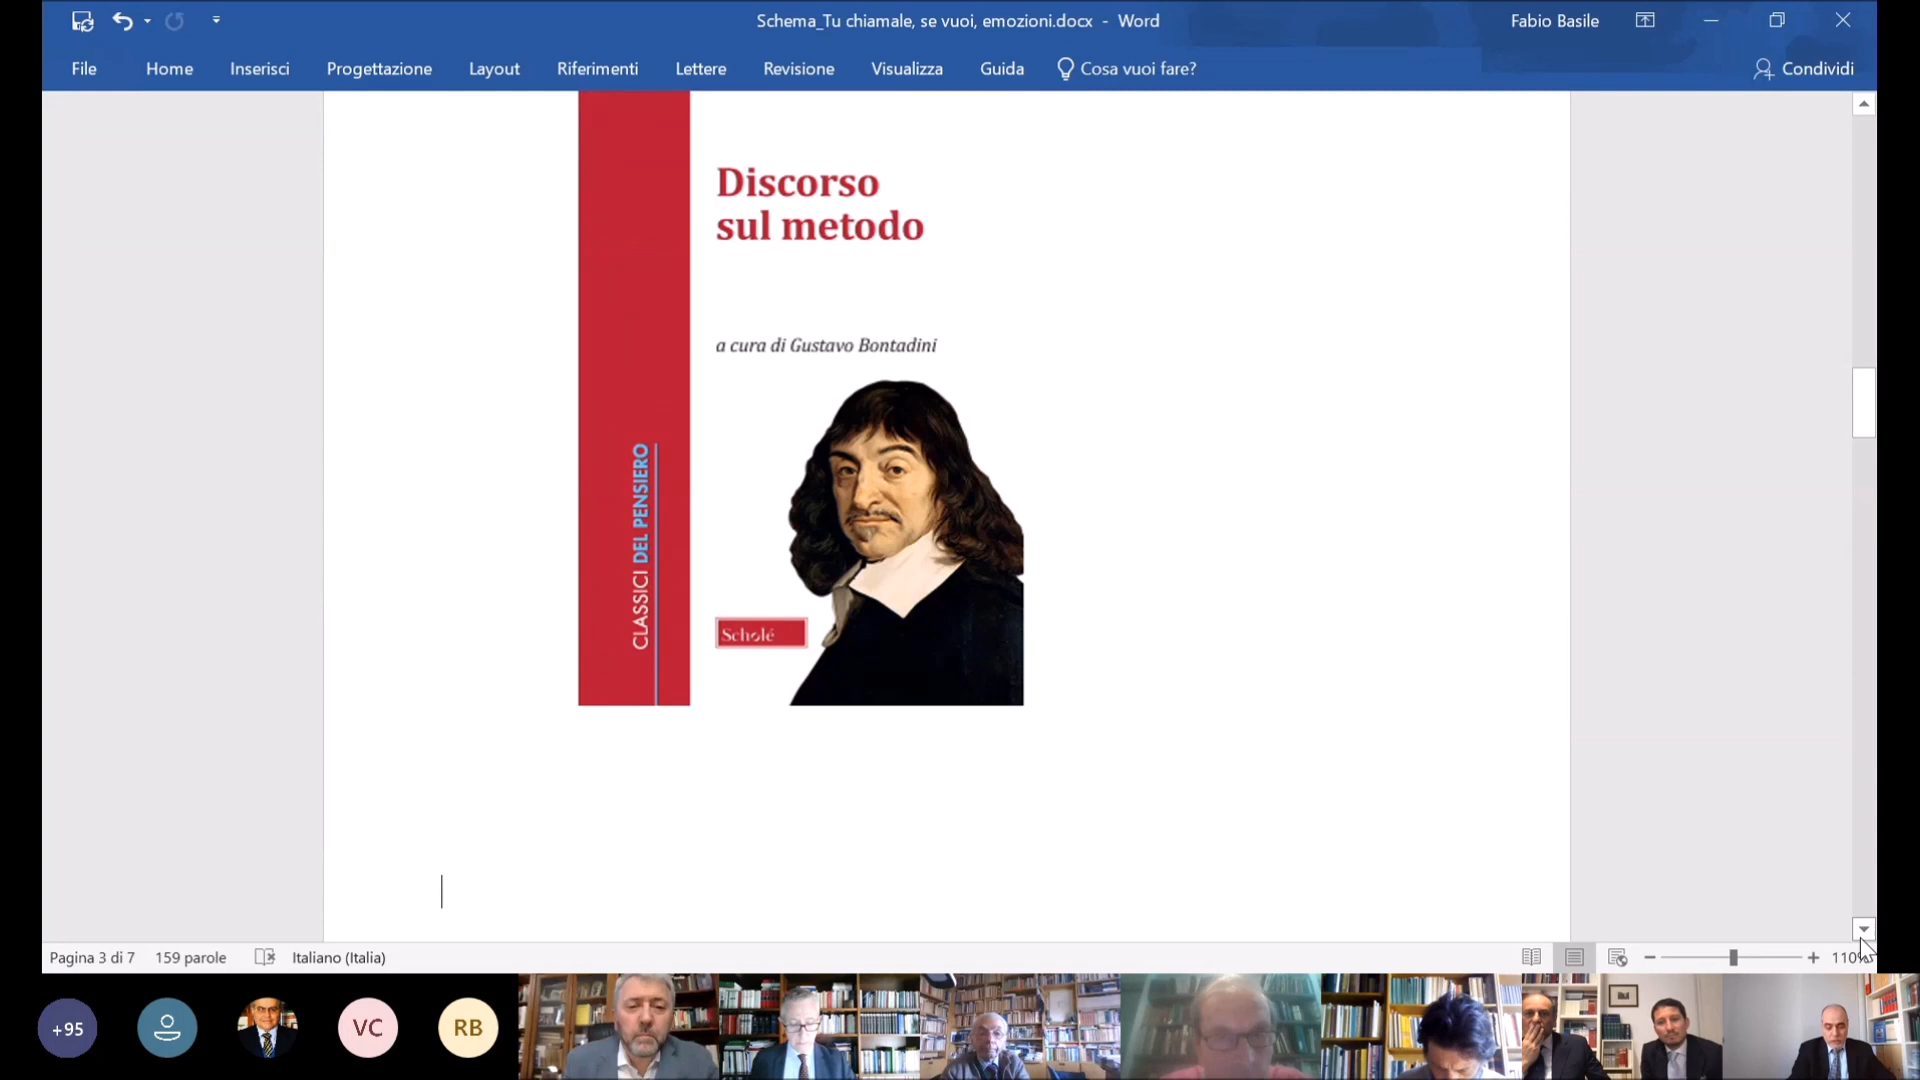 Schema_Tu chiamale, se vuoi, emozioni.docx - Word
Fabio Basile
File Home Inserisci Progettazione Layout Riferimenti Lettere Revisione Visualizza Guida Cosa vuoi fare? Condividi
Discorso
sul metodo
a cura di Gustavo Bontadini
CLASSICI DEL PENSIERO
Scholé
Pagina 3 di 7 159 parole Italiano (Italia) 110%
+95 VC RB